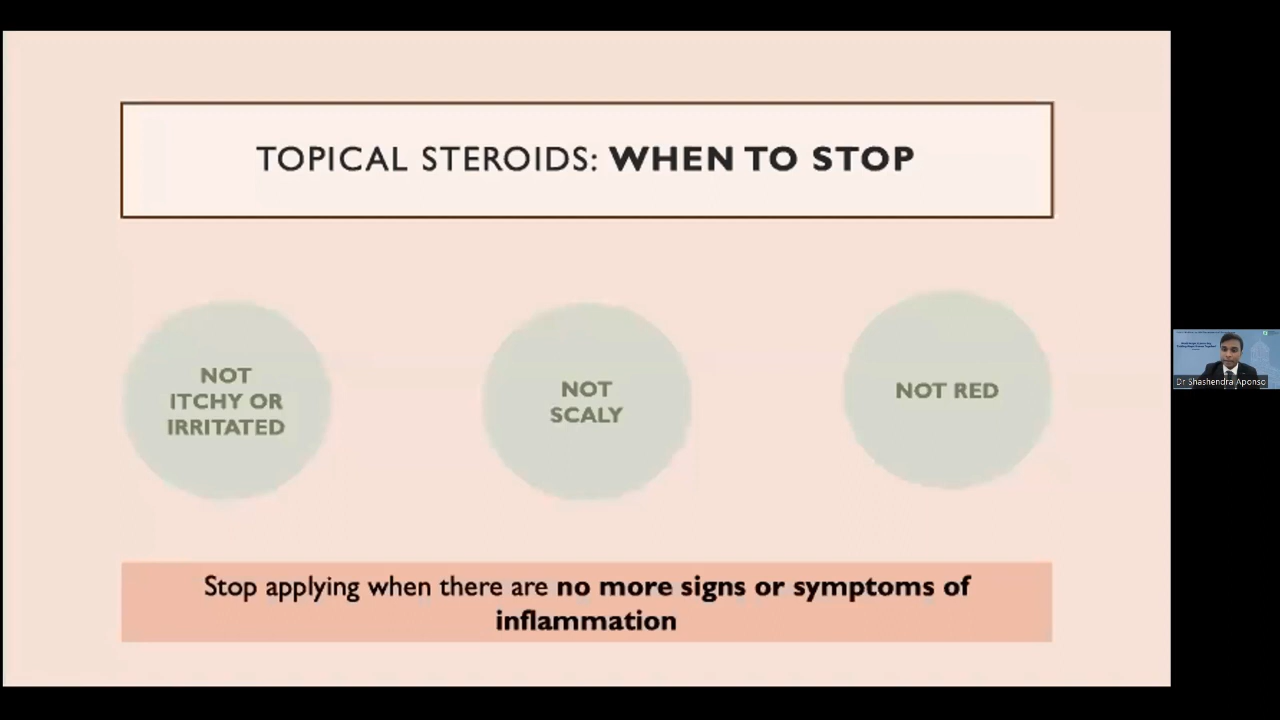 TOPICAL STEROIDS: WHEN TO STOP
NOT
ITCHY OR
IRRITATED
NOT
SCALY
NOT RED
Stop applying when there are no more signs or symptoms of
inflammation
Dr Shashendra Aponso